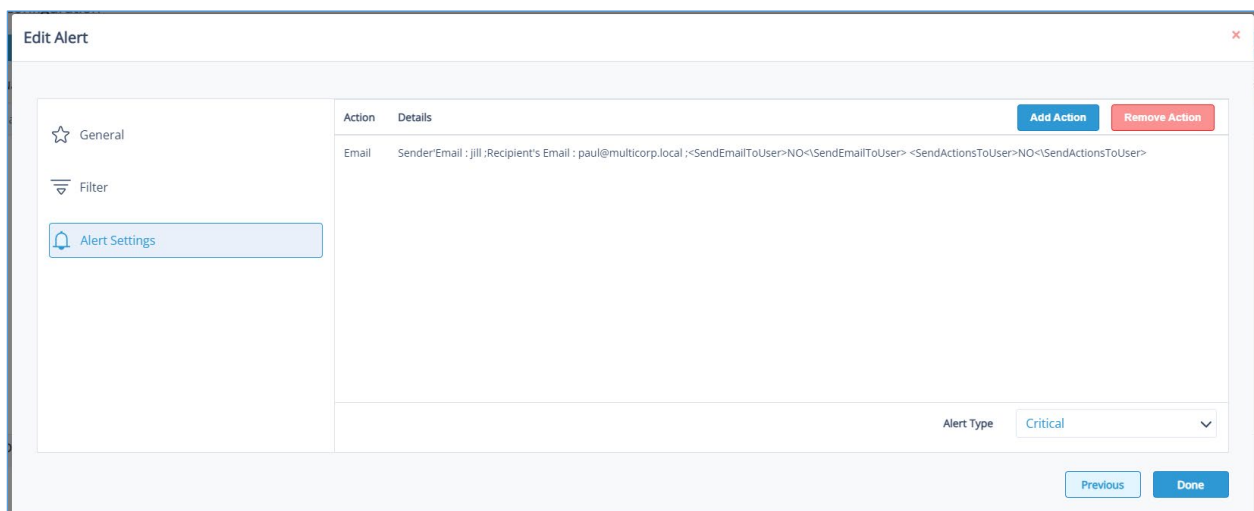 Edit Alert
×
General
Filter
Alert Settings
Action Details Add Action Remove Action
Email Sender'Email : jill ;Recipient's Email : paul@multicorp.local ;<SendEmailToUser>NO<\SendEmailToUser> <SendActionsToUser>NO<\SendActionsToUser>
Alert Type Critical
Previous Done